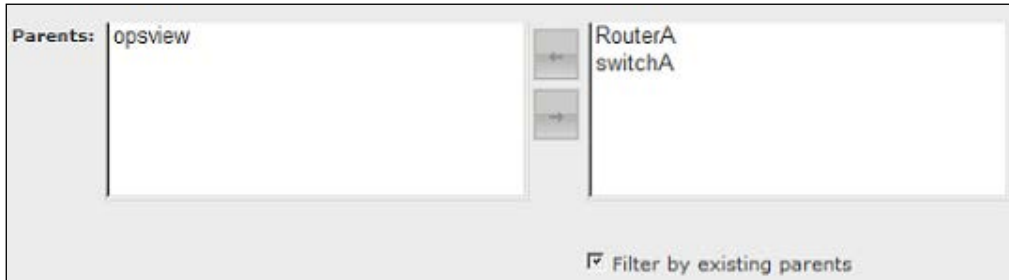 Parents:
opsview
RouterA
switchA
Filter by existing parents